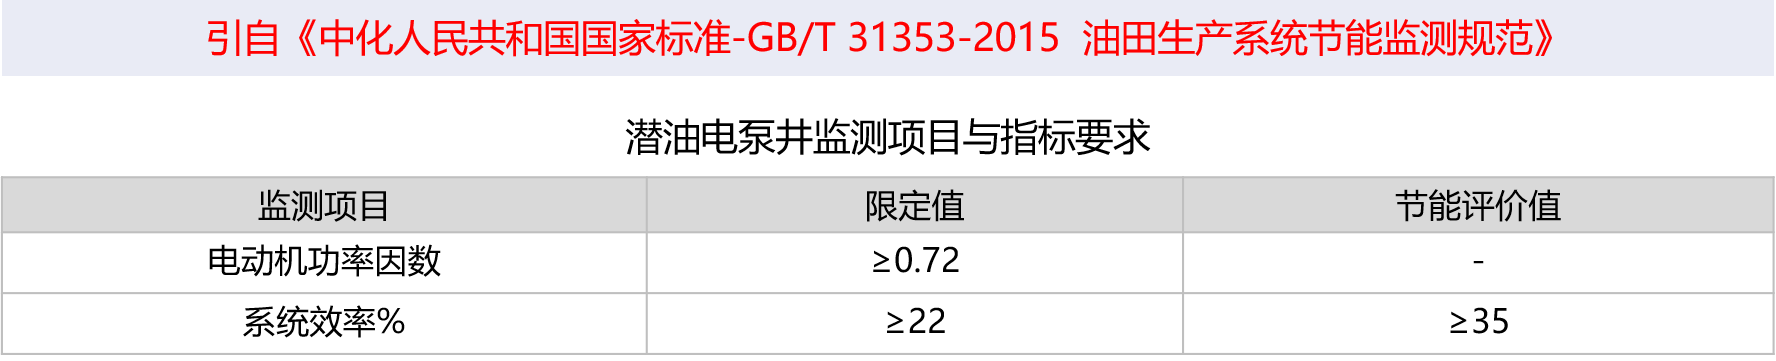 引自《中化人民共和国国家标准-GB/T 31353-2015 油田生产系统节能监测规范》
潜油电泵井监测项目与指标要求
监测项目 限定值 节能评价值
电动机功率因数 ≥0.72 -
系统效率% ≥22 ≥35